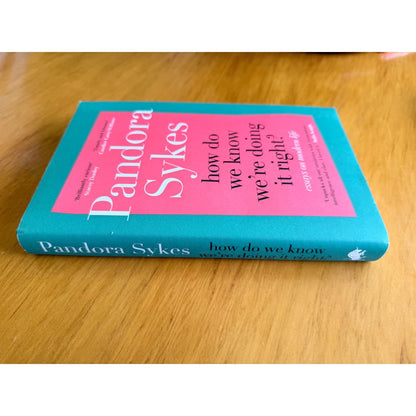 Pandora
Sykes
how do
we know
we're doing
it right?
essays on modern life
Pandora Sykes
how do we know
we're doing it right?